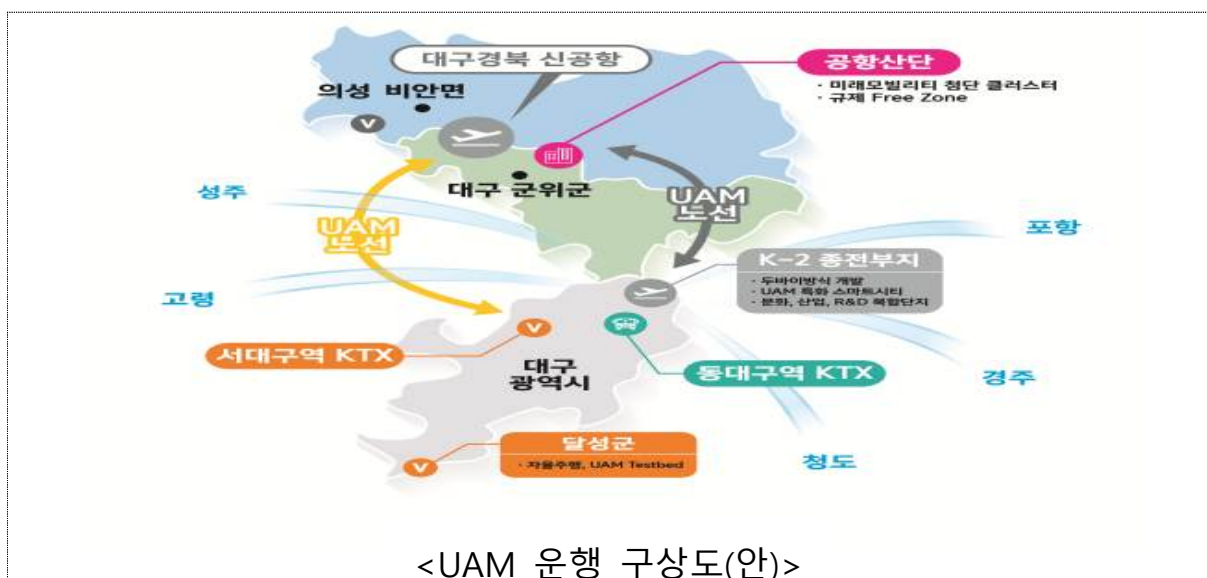 대구경북 신공항
공항산단
· 미래모빌리티 첨단 클러스터
· 규제 Free Zone
의성 비안면
V
대구 군위군
성주
UAM
노선
UAM
노선
포항
K-2 종전부지
· 두바이방식 개발
· UAM 특화 스마트시티
· 문화, 산업, R&D 복합단지
고령
서대구역 KTX
V
대구
광역시
동대구역 KTX
경주
달성군
· 자율주행, UAM Testbed
V
청도
<UAM 운행 구상도(안)>